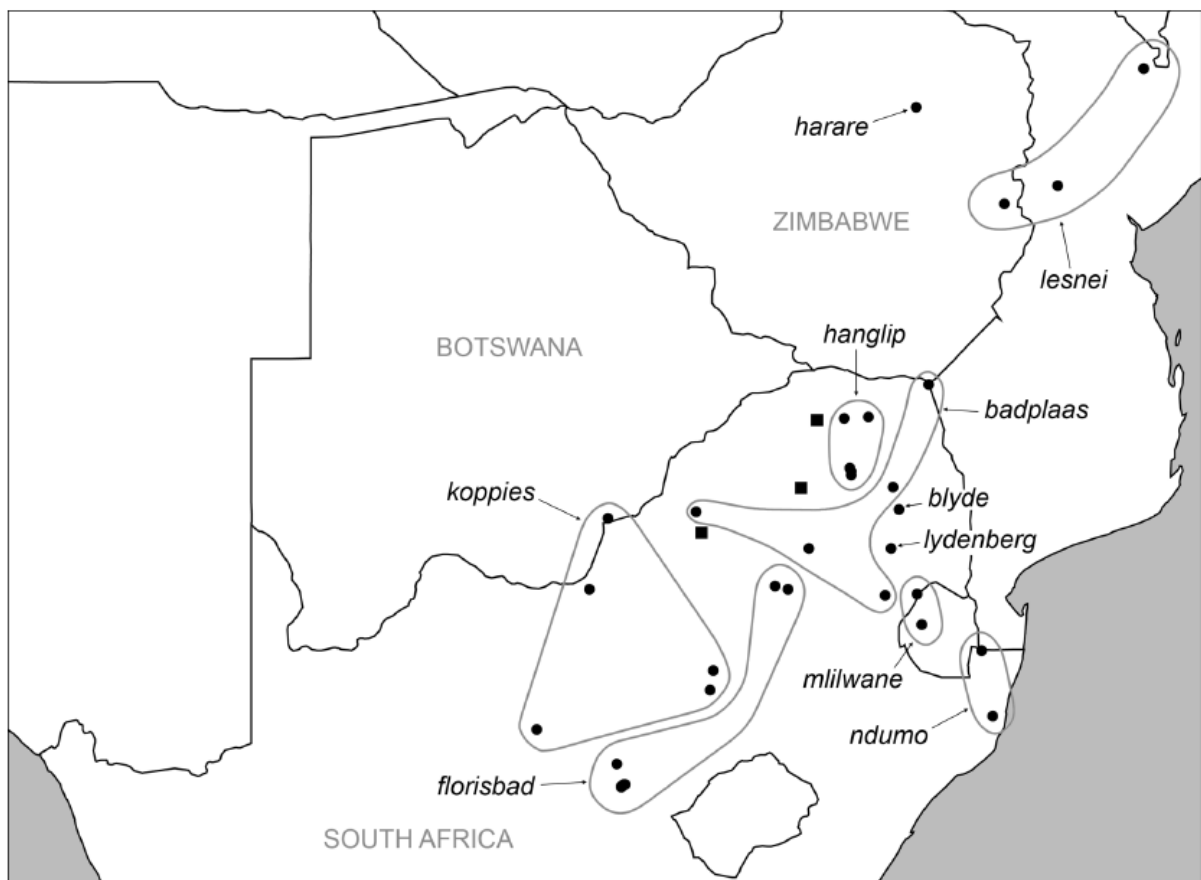 harare
ZIMBABWE
lesnei
hanglip
BOTSWANA
badplaas
koppies
blyde
lydenberg
mlilwane
ndumo
florisbad
SOUTH AFRICA